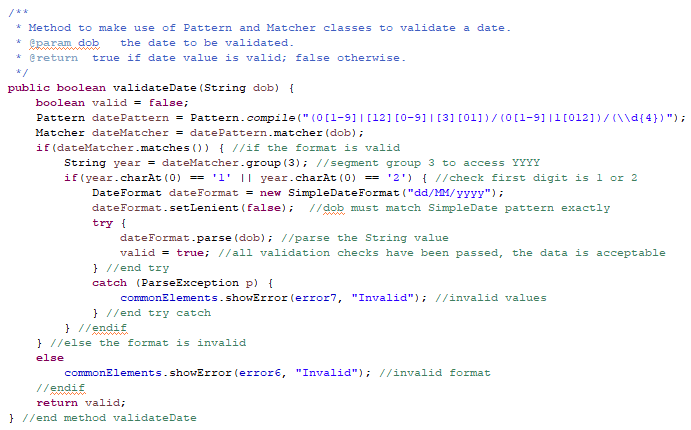 /**
 * Method to make use of Pattern and Matcher classes to validate a date.
 * @param dob   the date to be validated.
 * @return  true if date value is valid; false otherwise.
 */
public boolean validateDate(String dob) {
    boolean valid = false;
    Pattern datePattern = Pattern.compile("(0[1-9]|[12][0-9]|[3][01])/(0[1-9]|1[012])/(\\d{4})");
    Matcher dateMatcher = datePattern.matcher(dob);
    if(dateMatcher.matches()) { //if the format is valid
        String year = dateMatcher.group(3); //segment group 3 to access YYYY
        if(year.charAt(0) == '1' || year.charAt(0) == '2') { //check first digit is 1 or 2
            DateFormat dateFormat = new SimpleDateFormat("dd/MM/yyyy");
            dateFormat.setLenient(false);  //dob must match SimpleDate pattern exactly
            try {
                dateFormat.parse(dob); //parse the String value
                valid = true; //all validation checks have been passed, the data is acceptable
            } //end try
            catch (ParseException p) {
                commonElements.showError(error7, "Invalid"); //invalid values
            } //end try catch
        } //endif
    } //else the format is invalid
    else
        commonElements.showError(error6, "Invalid"); //invalid format
    //endif
    return valid;
} //end method validateDate